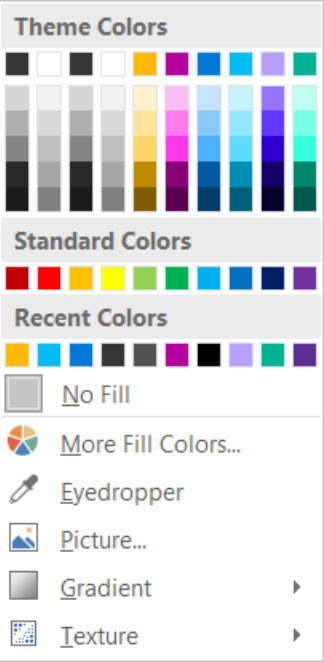 Theme Colors
Standard Colors
Recent Colors
No Fill
More Fill Colors...
Eyedropper
Picture...
Gradient
Texture